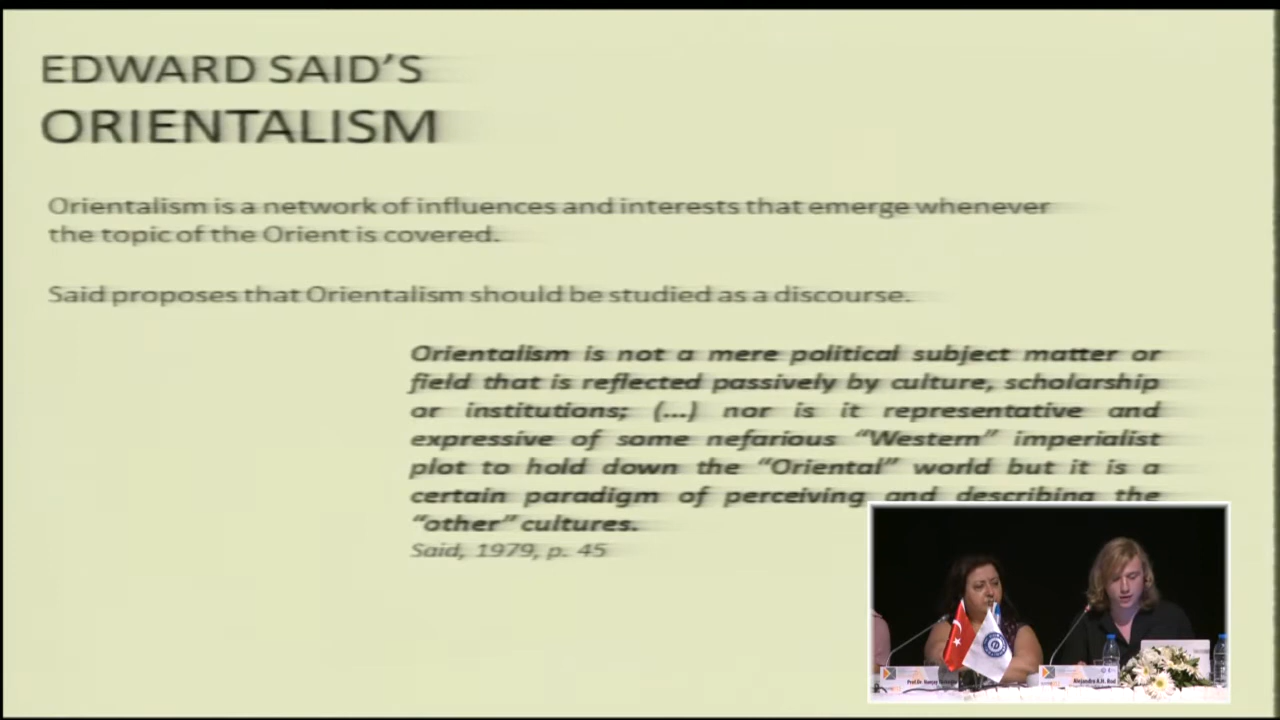 EDWARD SAID’S
ORIENTALISM
Orientalism is a network of influences and interests that emerge whenever
the topic of the Orient is covered.
Said proposes that Orientalism should be studied as a discourse.
Orientalism is not a mere political subject matter or
field that is reflected passively by culture, scholarship
or institutions; (...) nor is it representative and
expressive of some nefarious “Western” imperialist
plot to hold down the “Oriental” world but it is a
certain paradigm of perceiving and describing the
“other” cultures.
Said, 1979, p. 45
Prof. Dr.
Alejandro A.H.